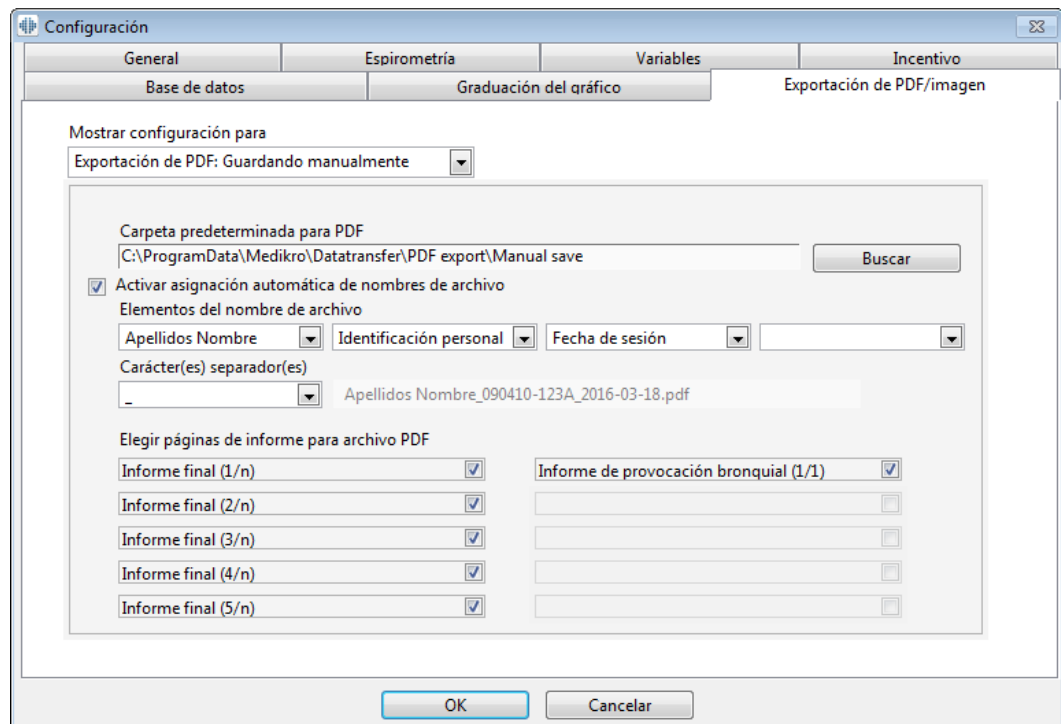 Configuración
General Espirometría Variables Incentivo
Base de datos Graduación del gráfico Exportación de PDF/imagen
Mostrar configuración para
Exportación de PDF: Guardando manualmente
Carpeta predeterminada para PDF
C:\ProgramData\Medikro\Datatransfer\PDF export\Manual save Buscar
Activar asignación automática de nombres de archivo
Elementos del nombre de archivo
Apellidos Nombre Identificación personal Fecha de sesión
Carácter(es) separador(es)
_ Apellidos Nombre_090410-123A_2016-03-18.pdf
Elegir páginas de informe para archivo PDF
Informe final (1/n) Informe de provocación bronquial (1/1)
Informe final (2/n)
Informe final (3/n)
Informe final (4/n)
Informe final (5/n)
OK Cancelar